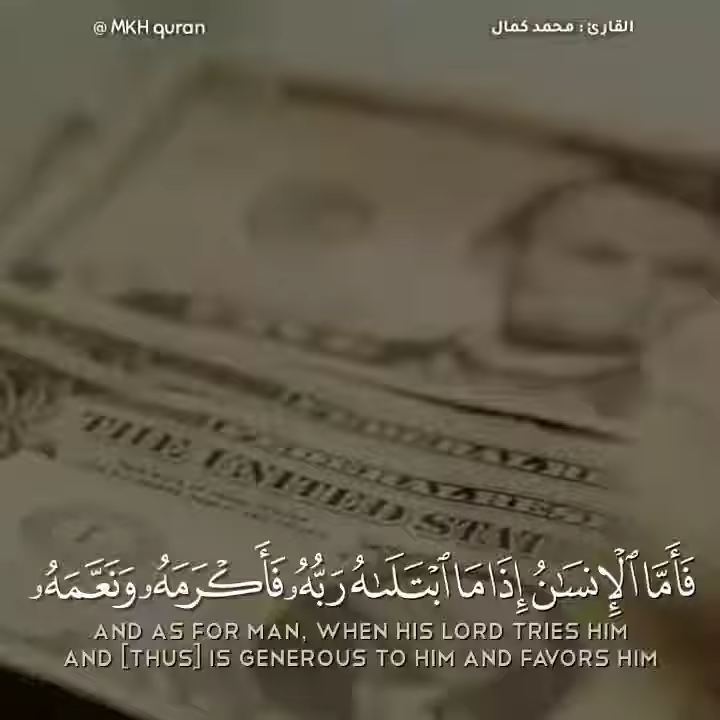 @ MKH quran
القارئ : محمد كمال
THE UNITED STAT
فَأَمَّا ٱلْإِنسَـٰنُ إِذَا مَا ٱبْتَلَىٰهُ رَبُّهُۥ فَأَكْرَمَهُۥ وَنَعَّمَهُۥ
AND AS FOR MAN, WHEN HIS LORD TRIES HIM
AND [THUS] IS GENEROUS TO HIM AND FAVORS HIM